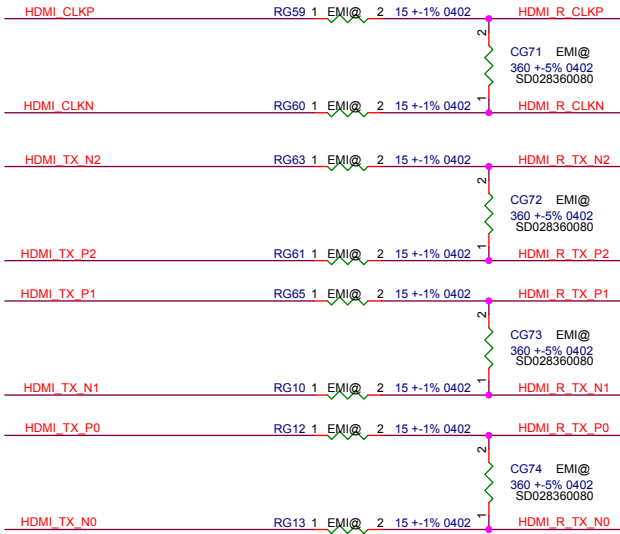 HDMI_CLKP RG59 1 EMI@ 2 15 +-1% 0402 HDMI_R_CLKP
2
CG71 EMI@
360 +-5% 0402
SD028360080
1
HDMI_CLKN RG60 1 EMI@ 2 15 +-1% 0402 HDMI_R_CLKN
HDMI_TX_N2 RG63 1 EMI@ 2 15 +-1% 0402 HDMI_R_TX_N2
2
CG72 EMI@
360 +-5% 0402
SD028360080
1
HDMI_TX_P2 RG61 1 EMI@ 2 15 +-1% 0402 HDMI_R_TX_P2
HDMI_TX_P1 RG65 1 EMI@ 2 15 +-1% 0402 HDMI_R_TX_P1
2
CG73 EMI@
360 +-5% 0402
SD028360080
1
HDMI_TX_N1 RG10 1 EMI@ 2 15 +-1% 0402 HDMI_R_TX_N1
HDMI_TX_P0 RG12 1 EMI@ 2 15 +-1% 0402 HDMI_R_TX_P0
2
CG74 EMI@
360 +-5% 0402
SD028360080
1
HDMI_TX_N0 RG13 1 EMI@ 2 15 +-1% 0402 HDMI_R_TX_N0